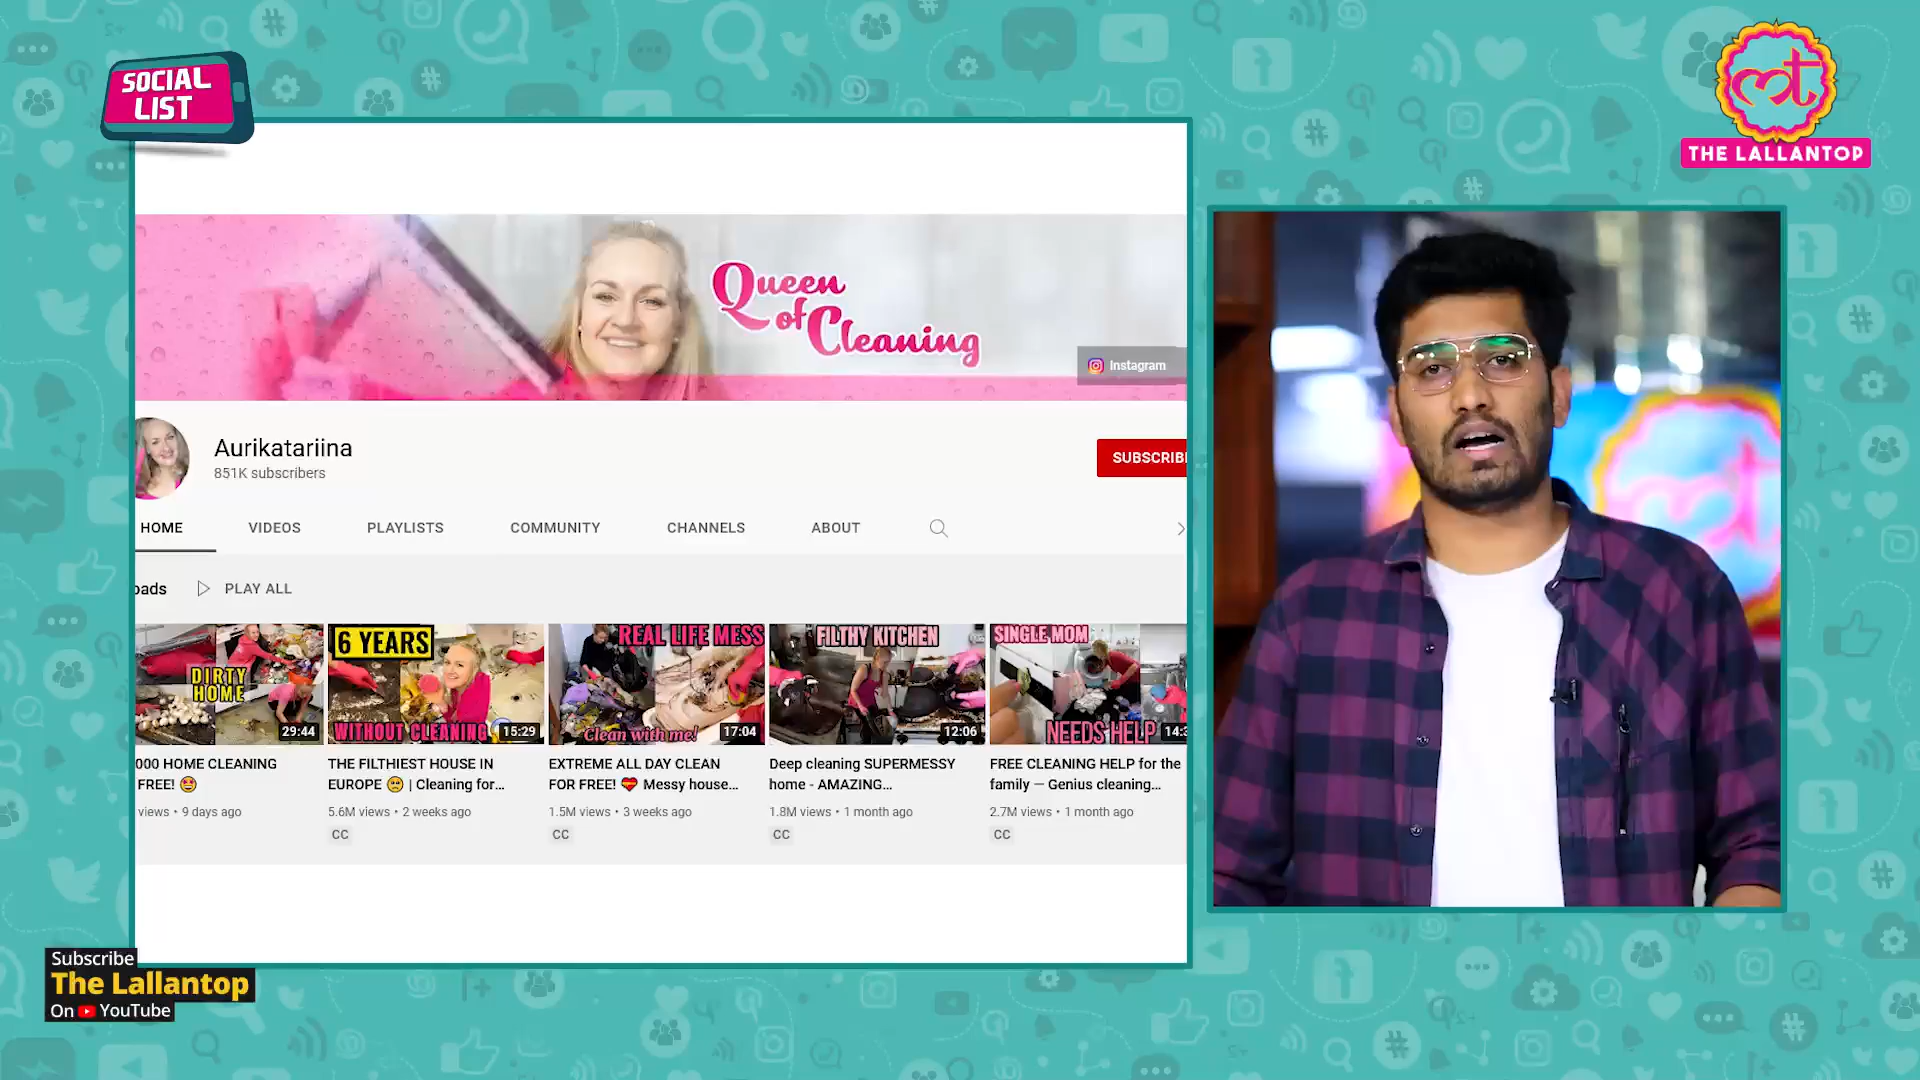 SOCIAL
LIST
THE LALLANTOP
Queen
of Cleaning
Instagram
Aurikatariina
851K subscribers
SUBSCRIBE
HOME VIDEOS PLAYLISTS COMMUNITY CHANNELS ABOUT
oads PLAY ALL
DIRTY
HOME
29:44
6 YEARS
WITHOUT CLEANING
15:29
REAL LIFE MESS
Clean with me!
17:04
FILTHY KITCHEN
12:06
SINGLE MOM
NEEDS HELP
14:3
000 HOME CLEANING
FREE! 🤩
views • 9 days ago
THE FILTHIEST HOUSE IN
EUROPE 🥺 | Cleaning for...
5.6M views • 2 weeks ago
CC
EXTREME ALL DAY CLEAN
FOR FREE! 💝 Messy house...
1.5M views • 3 weeks ago
CC
Deep cleaning SUPERMESSY
home - AMAZING...
1.8M views • 1 month ago
CC
FREE CLEANING HELP for the
family — Genius cleaning...
2.7M views • 1 month ago
CC
Subscribe
The Lallantop
On YouTube